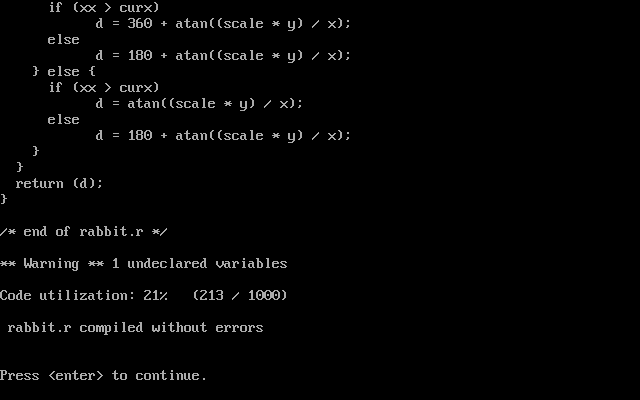 if (xx > curx)
d = 360 + atan((scale * y) / x);
else
d = 180 + atan((scale * y) / x);
} else {
if (xx > curx)
d = atan((scale * y) / x);
else
d = 180 + atan((scale * y) / x);
}
}
return (d);
}
/* end of rabbit.r */
** Warning ** 1 undeclared variables
Code utilization: 21% (213 / 1000)
rabbit.r compiled without errors
Press <enter> to continue.